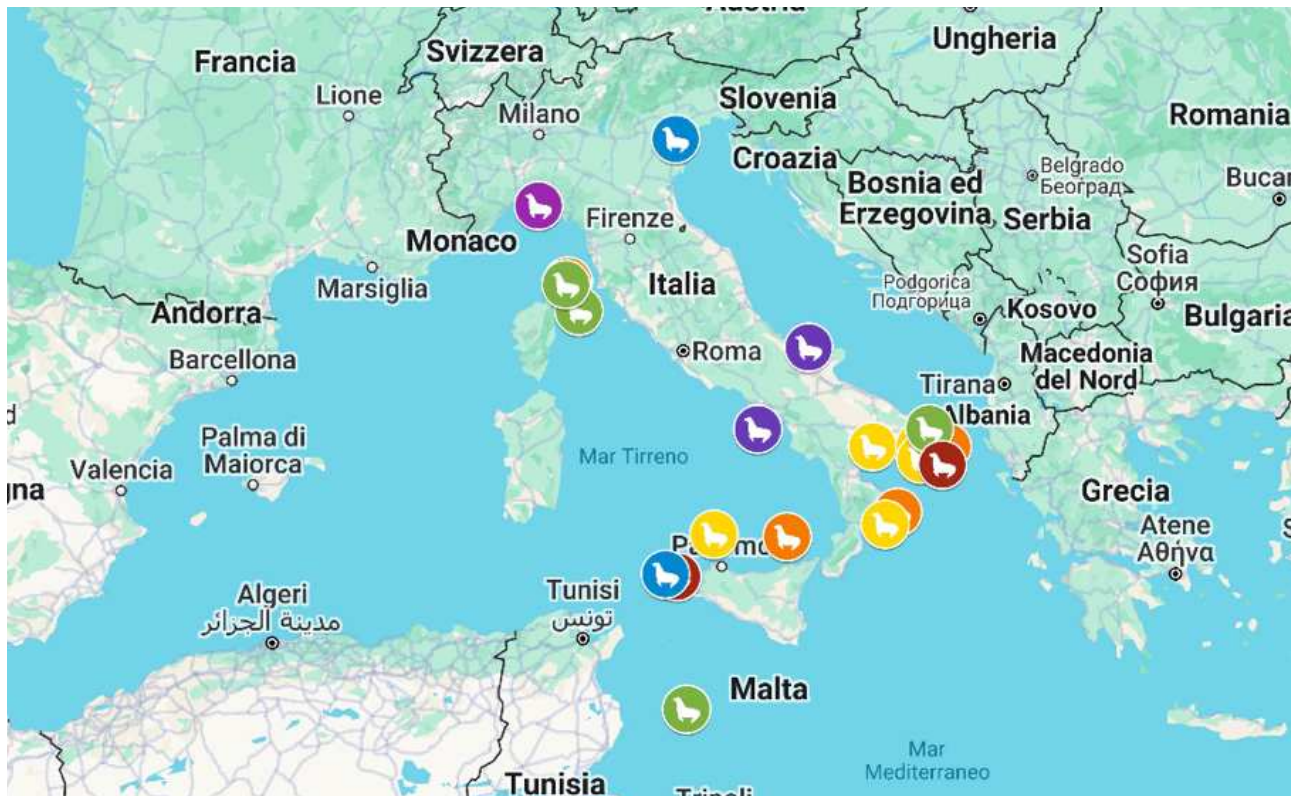 Austria
Ungheria
Francia
Svizzera
Lione
Milano
Slovenia
Romania
Croazia
Belgrado
Београд
Bosnia ed
Erzegovina
Serbia
Firenze
Monaco
Marsiglia
Italia
Sofia
София
Podgorica
Подгорица
Kosovo
Bulgaria
Andorra
Barcellona
Roma
Macedonia
del Nord
Tirana
Albania
Palma di
Maiorca
Valencia
Mar Tirreno
Grecia
Atene
Αθήνα
Algeri
مدينة الجزائر
Tunisi
تونس
Malta
Mar
Mediterraneo
Tunisia
Tripoli